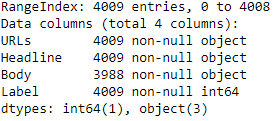 RangeIndex: 4009 entries, 0 to 4008
Data columns (total 4 columns):
URLs        4009 non-null object
Headline    4009 non-null object
Body        3988 non-null object
Label       4009 non-null int64
dtypes: int64(1), object(3)